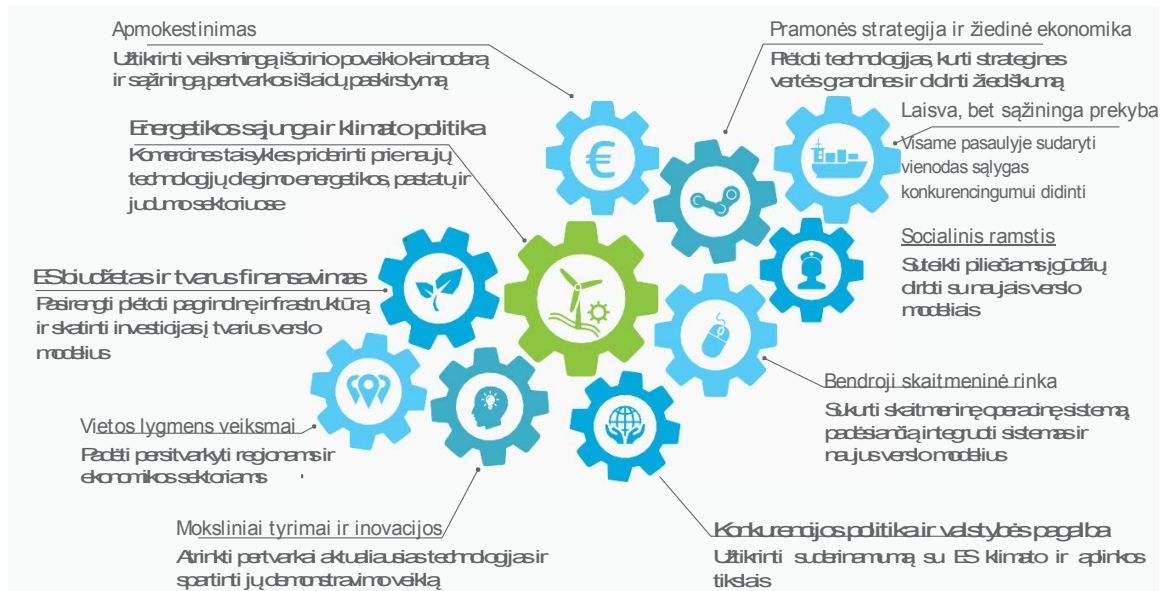 Apmokestinimas
Užtikrinti veiksmingą išorinio poveikio kainodarą
ir sąžiningą pertvarkos išlaidų paskirstymą
Pramonės strategija ir žiedinė ekonomika
Plėtoti technologijas, kurti strategines
vertės grandines ir didinti žiediškumą
Laisva, bet sąžininga prekyba
Visame pasaulyje sudaryti
vienodas sąlygas
konkurencingumui didinti
Energetikos sąjunga ir klimato politika
Komercines taisykles priderinti prie naujų
technologijų diegimo energetikos, pastatų ir
judumo sektoriuose
Socialinis ramstis
Suteikti piliečiams įgūdžių
dirbti su naujais verslo
modeliais
ES biudžetas ir tvarus finansavimas
Pasirengti plėtoti pagrindinę infrastruktūrą
ir skatinti investicijas į tvarius verslo
modelius
Bendroji skaitmeninė rinka
Sukurti skaitmeninę operacinę sistemą,
padėsiančią integruoti sistemas ir
naujus verslo modelius
Vietos lygmens veiksmai
Padėti persitvarkyti regionams ir
ekonomikos sektoriams
Moksliniai tyrimai ir inovacijos
Atrinkti pertvarkai aktualiausias technologijas ir
spartinti jų demonstravimo veiklą
Konkurencijos politika ir valstybės pagalba
Užtikrinti suderinamumą su ES klimato ir aplinkos
tikslais
€